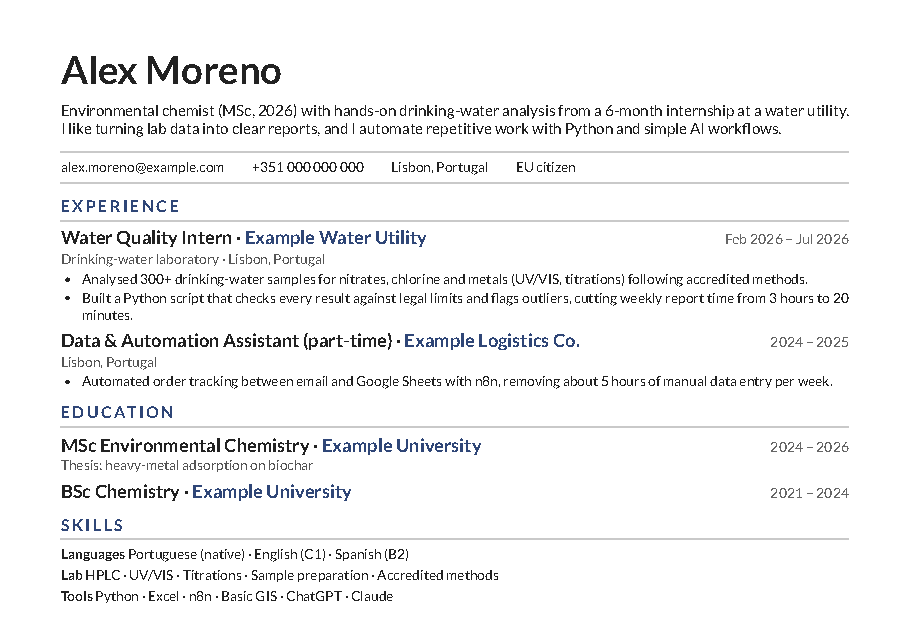 Alex Moreno
Environmental chemist (MSc, 2026) with hands-on drinking-water analysis from a 6-month internship at a water utility.
I like turning lab data into clear reports, and I automate repetitive work with Python and simple AI workflows.
alex.moreno@example.com +351 000 000 000 Lisbon, Portugal EU citizen
EXPERIENCE
Water Quality Intern · Example Water Utility Feb 2026 – Jul 2026
Drinking-water laboratory · Lisbon, Portugal
• Analysed 300+ drinking-water samples for nitrates, chlorine and metals (UV/VIS, titrations) following accredited methods.
• Built a Python script that checks every result against legal limits and flags outliers, cutting weekly report time from 3 hours to 20
minutes.
Data & Automation Assistant (part-time) · Example Logistics Co. 2024 – 2025
Lisbon, Portugal
• Automated order tracking between email and Google Sheets with n8n, removing about 5 hours of manual data entry per week.
EDUCATION
MSc Environmental Chemistry · Example University 2024 – 2026
Thesis: heavy-metal adsorption on biochar
BSc Chemistry · Example University 2021 – 2024
SKILLS
Languages Portuguese (native) · English (C1) · Spanish (B2)
Lab HPLC · UV/VIS · Titrations · Sample preparation · Accredited methods
Tools Python · Excel · n8n · Basic GIS · ChatGPT · Claude